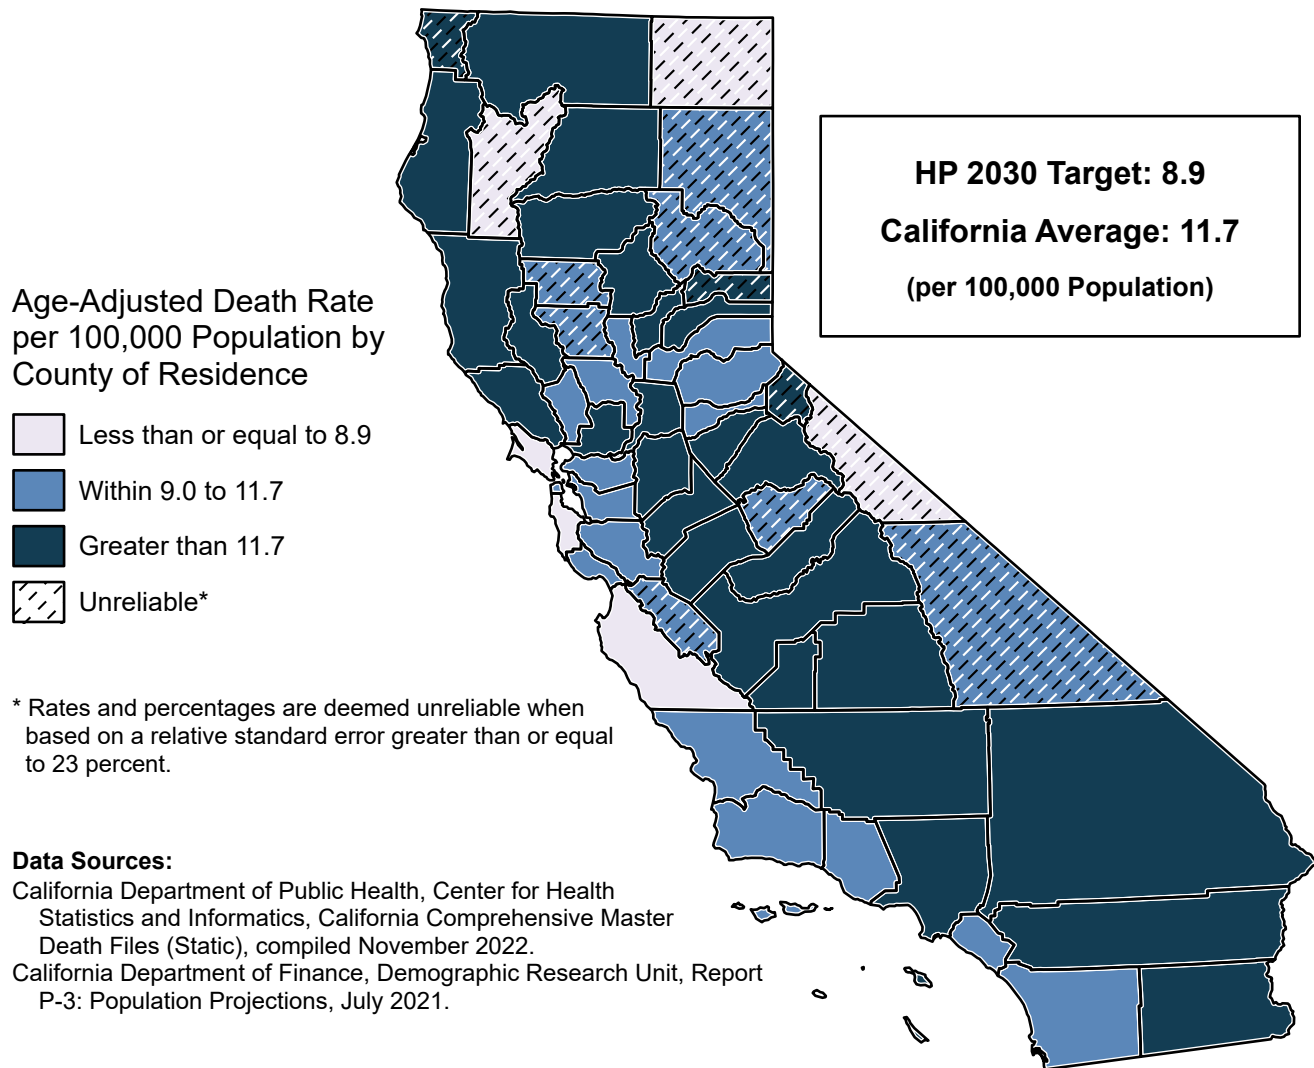 HP 2030 Target: 8.9
California Average: 11.7
(per 100,000 Population)
Age-Adjusted Death Rate
per 100,000 Population by
County of Residence
Less than or equal to 8.9
Within 9.0 to 11.7
Greater than 11.7
Unreliable*
* Rates and percentages are deemed unreliable when
based on a relative standard error greater than or equal
to 23 percent.
Data Sources:
California Department of Public Health, Center for Health
Statistics and Informatics, California Comprehensive Master
Death Files (Static), compiled November 2022.
California Department of Finance, Demographic Research Unit, Report
P-3: Population Projections, July 2021.